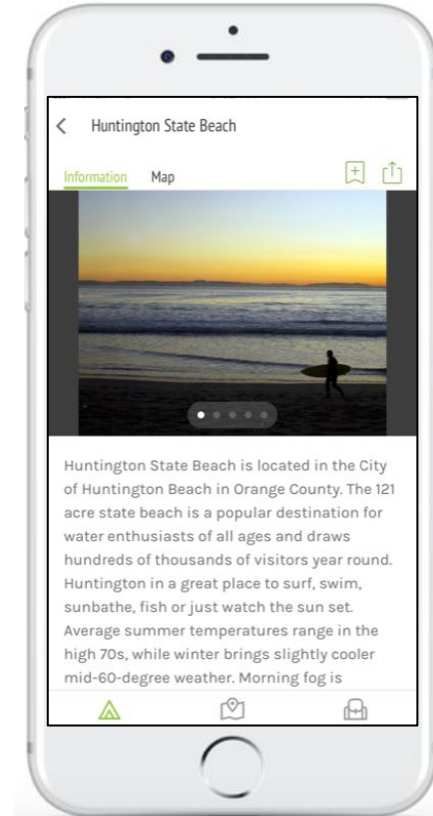 Huntington State Beach
Information Map
Huntington State Beach is located in the City
of Huntington Beach in Orange County. The 121
acre state beach is a popular destination for
water enthusiasts of all ages and draws
hundreds of thousands of visitors year round.
Huntington in a great place to surf, swim,
sunbathe, fish or just watch the sun set.
Average summer temperatures range in the
high 70s, while winter brings slightly cooler
mid-60-degree weather. Morning fog is